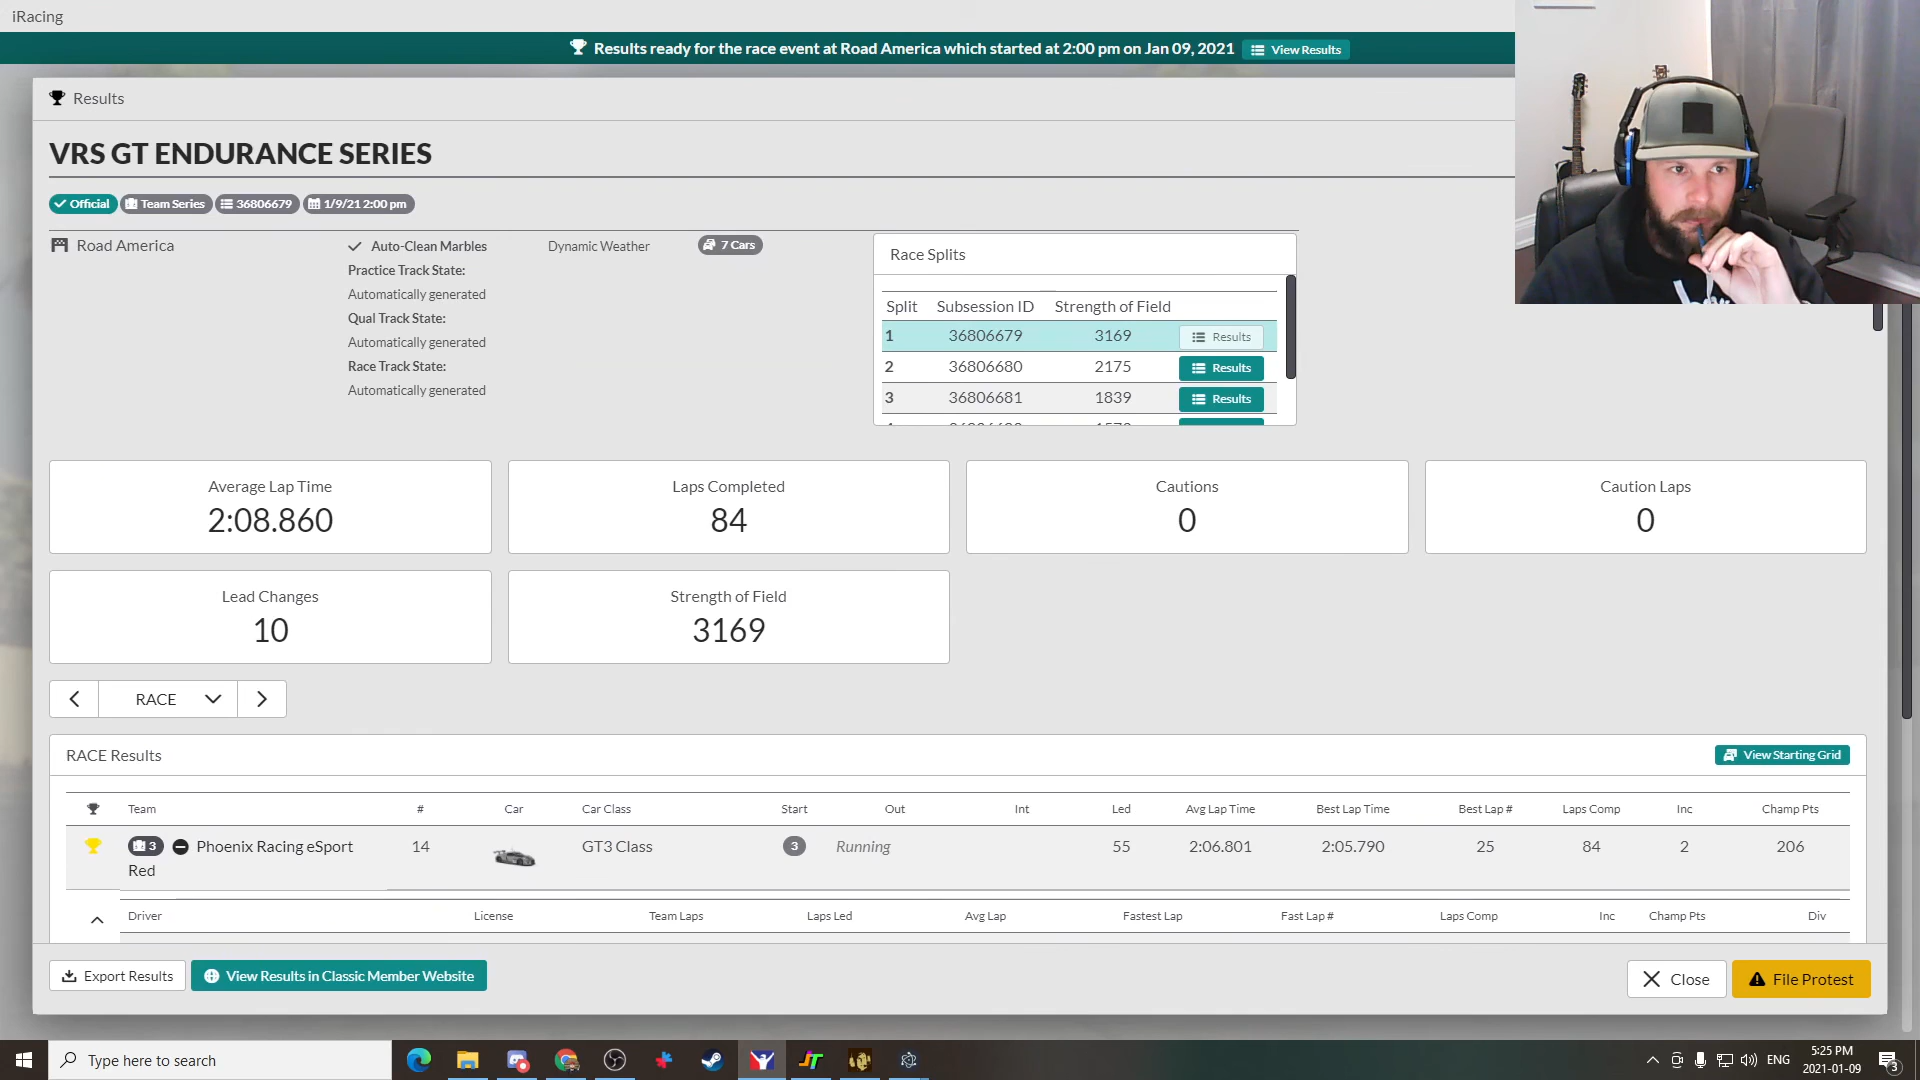 iRacing
Results ready for the race event at Road America which started at 2:00 pm on Jan 09, 2021 View Results
Results
VRS GT ENDURANCE SERIES
Official Team Series 36806679 1/9/21 2:00 pm
Road America
Auto-Clean Marbles
Practice Track State:
Automatically generated
Qual Track State:
Automatically generated
Race Track State:
Automatically generated
Dynamic Weather
7 Cars
Race Splits
Split Subsession ID Strength of Field
1 36806679 3169 Results
2 36806680 2175 Results
3 36806681 1839 Results
Average Lap Time
2:08.860
Laps Completed
84
Cautions
0
Caution Laps
0
Lead Changes
10
Strength of Field
3169
RACE
RACE Results View Starting Grid
Team # Car Car Class Start Out Int Led Avg Lap Time Best Lap Time Best Lap # Laps Comp Inc Champ Pts
3 Phoenix Racing eSport Red 14 GT3 Class 3 Running 55 2:06.801 2:05.790 25 84 2 206
Driver License Team Laps Laps Led Avg Lap Fastest Lap Fast Lap # Laps Comp Inc Champ Pts Div
Export Results View Results in Classic Member Website Close File Protest
Type here to search
ENG
5:25 PM
2021-01-09
3